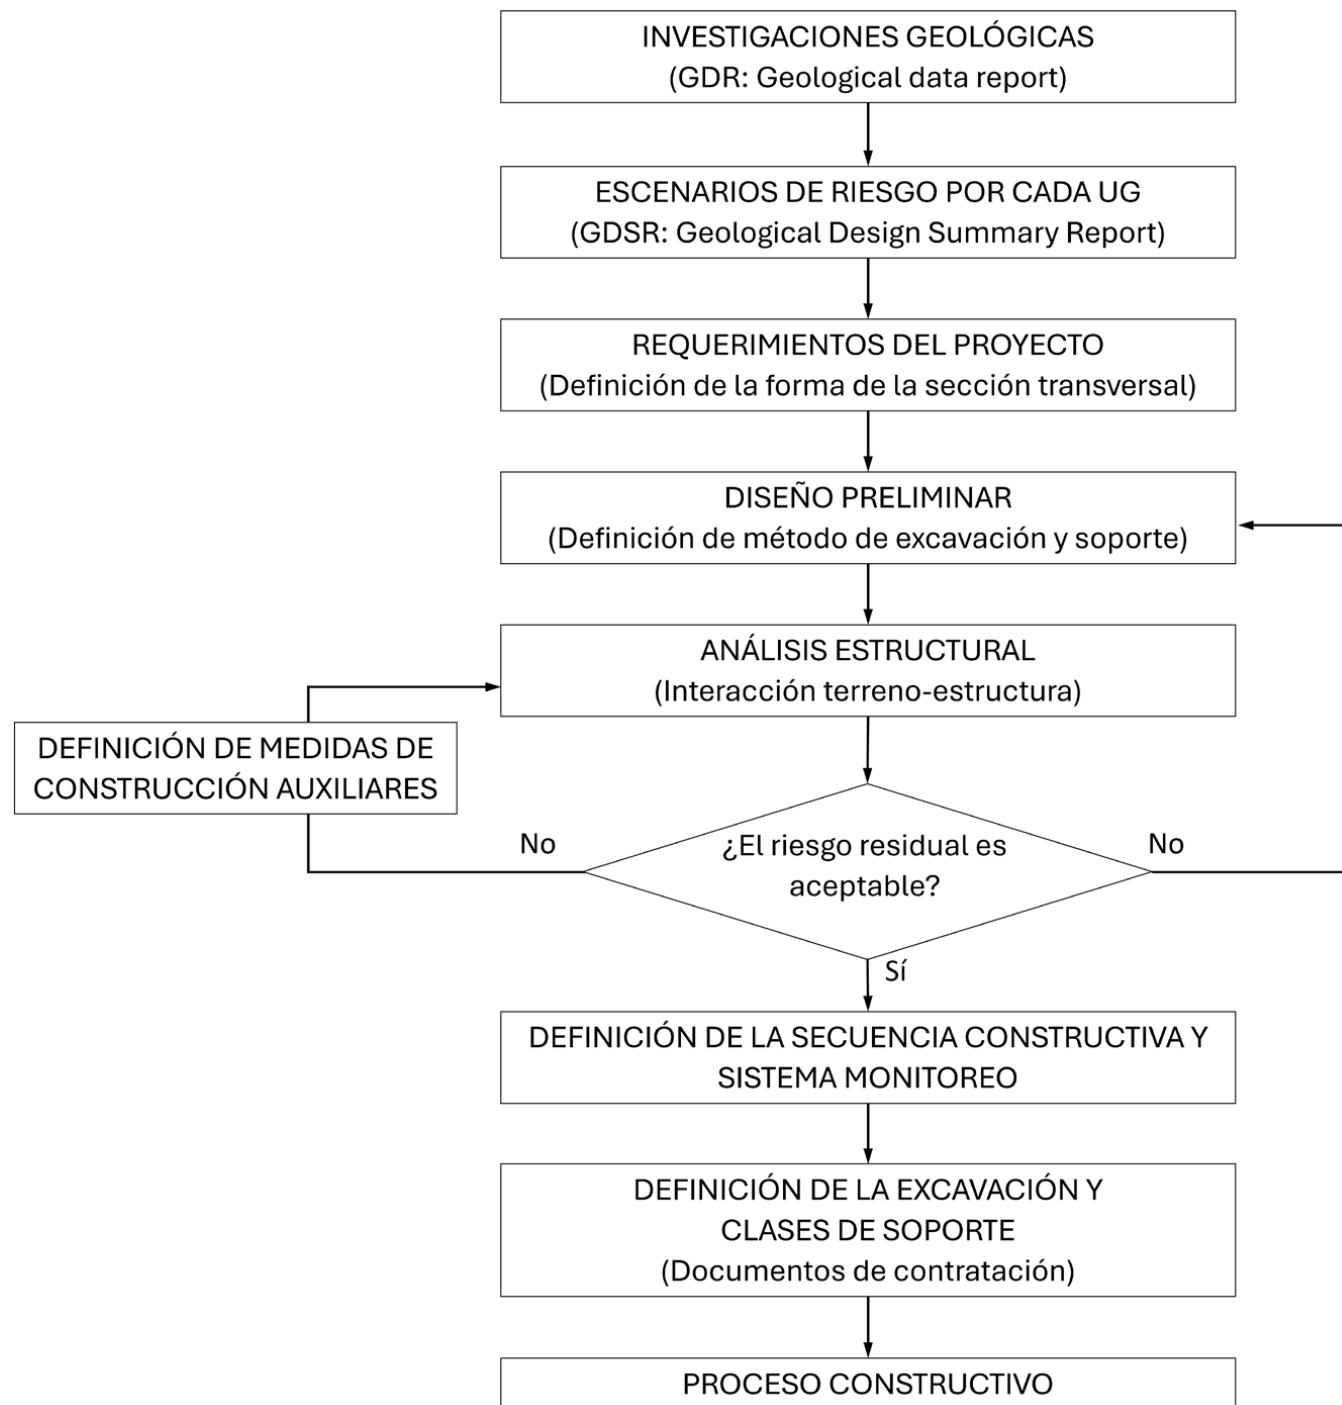 INVESTIGACIONES GEOLÓGICAS
(GDR: Geological data report)
ESCENARIOS DE RIESGO POR CADA UG
(GDSR: Geological Design Summary Report)
REQUERIMIENTOS DEL PROYECTO
(Definición de la forma de la sección transversal)
DISEÑO PRELIMINAR
(Definición de método de excavación y soporte)
ANÁLISIS ESTRUCTURAL
(Interacción terreno-estructura)
DEFINICIÓN DE MEDIDAS DE
CONSTRUCCIÓN AUXILIARES
No
¿El riesgo residual es
aceptable?
No
Sí
DEFINICIÓN DE LA SECUENCIA CONSTRUCTIVA Y
SISTEMA MONITOREO
DEFINICIÓN DE LA EXCAVACIÓN Y
CLASES DE SOPORTE
(Documentos de contratación)
PROCESO CONSTRUCTIVO